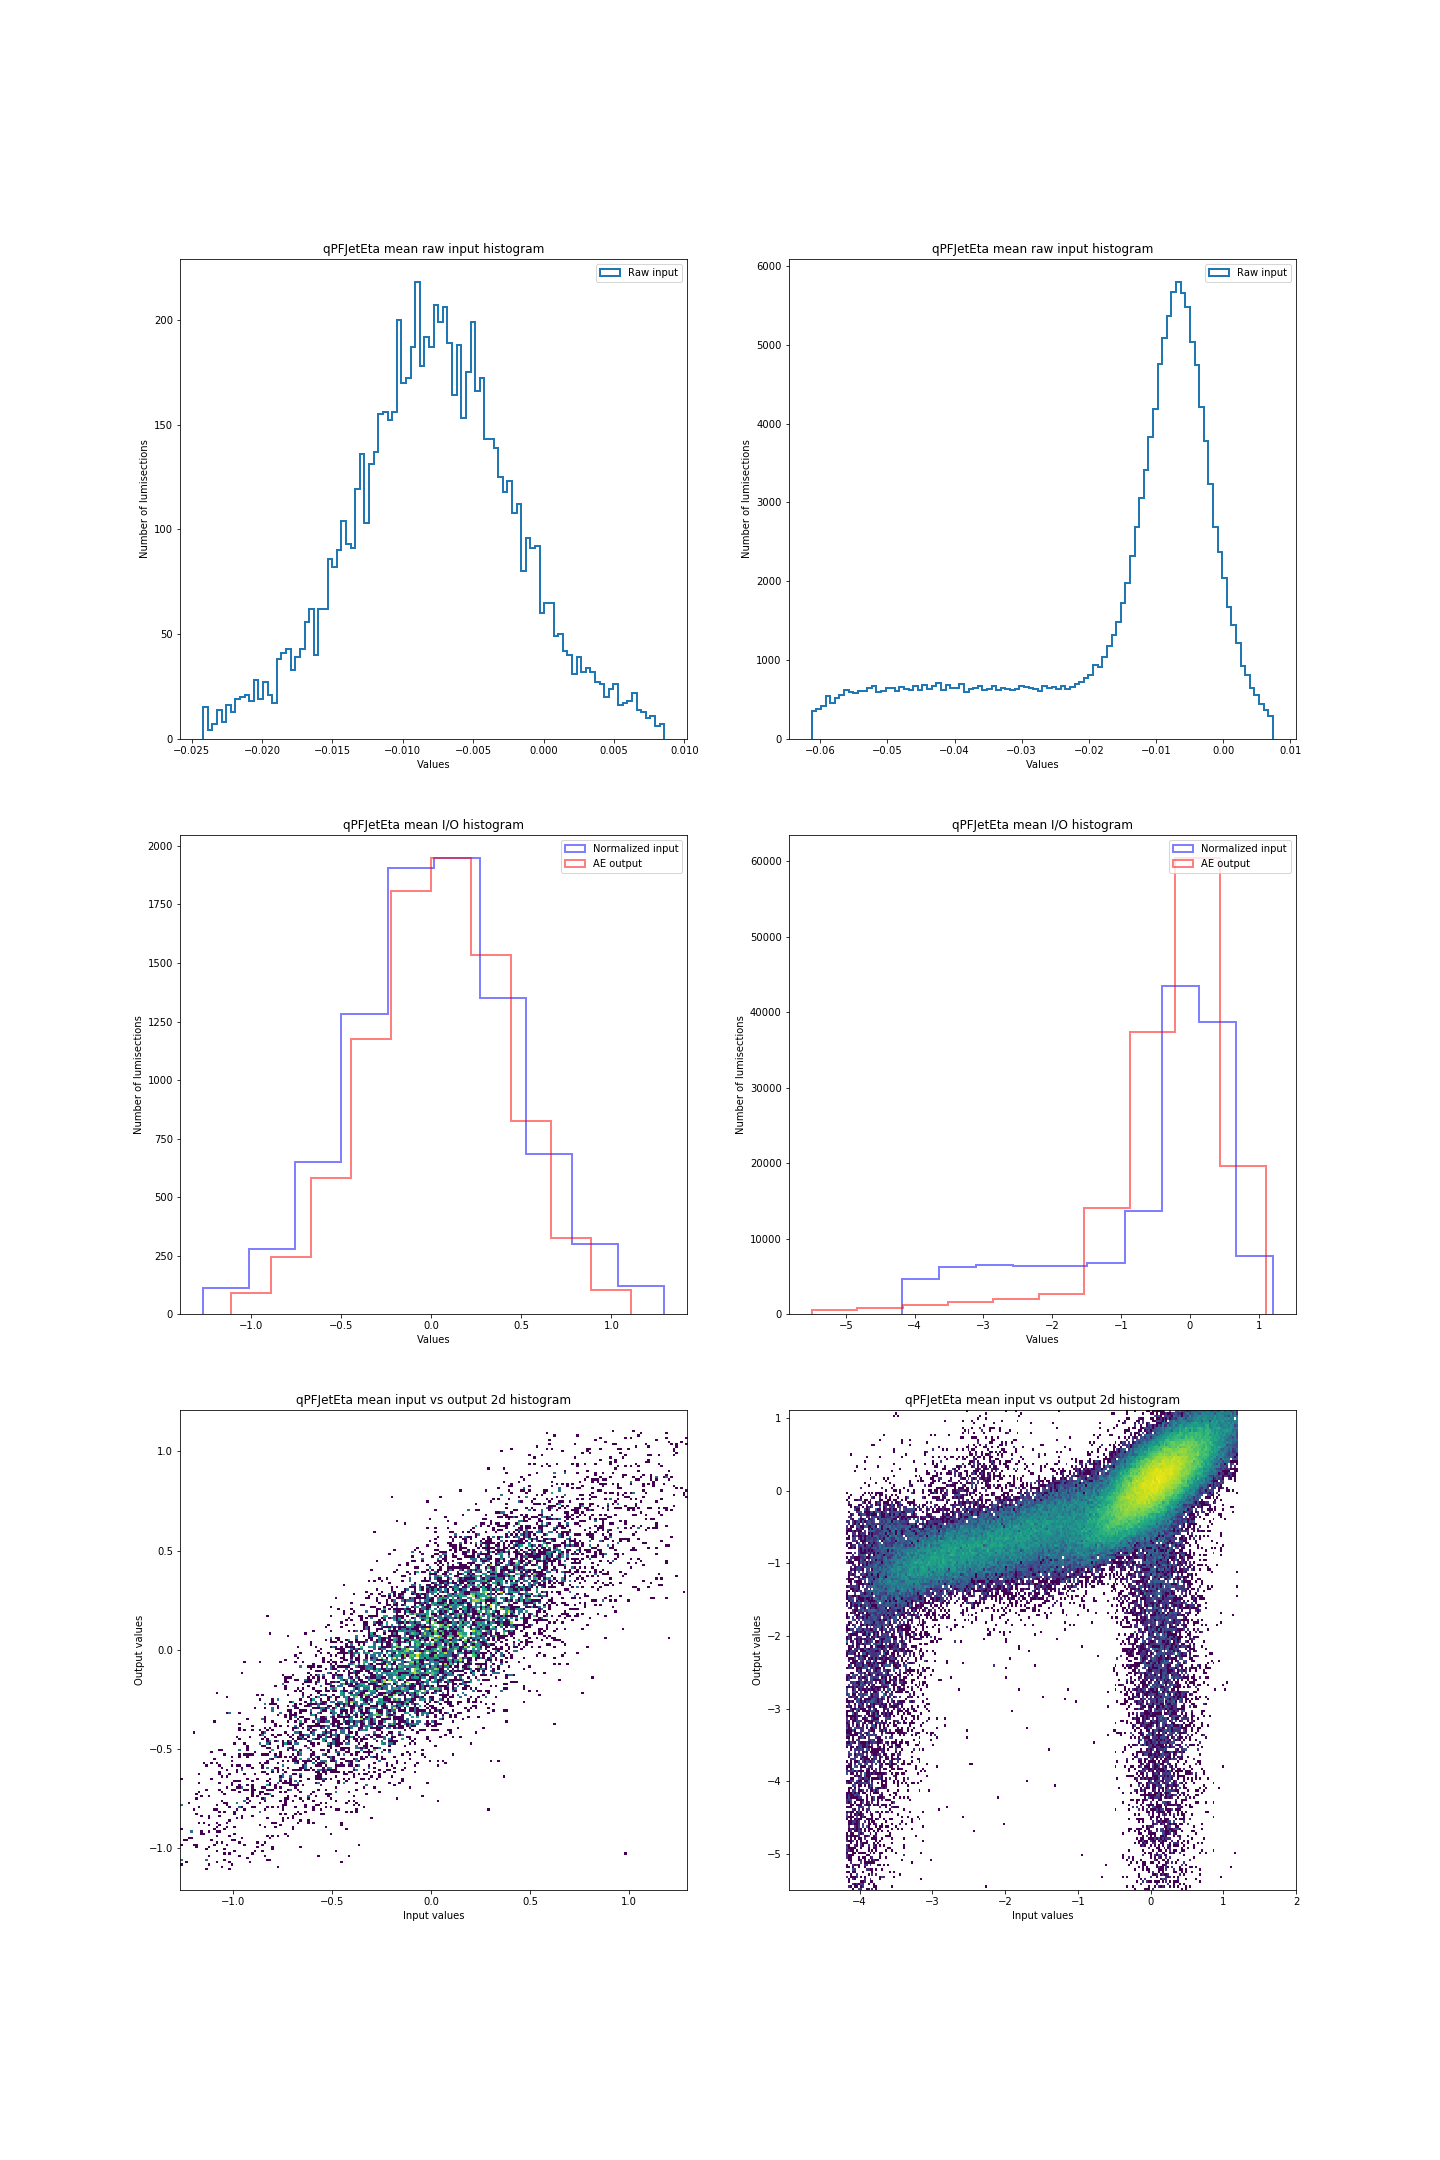 qPFJetEta mean raw input histogram
Raw input
200
150
100
50
0
Number of lumisections
−0.025 −0.020 −0.015 −0.010 −0.005 0.000 0.005 0.010
Values
qPFJetEta mean raw input histogram
Raw input
6000
5000
4000
3000
2000
1000
0
Number of lumisections
−0.06 −0.05 −0.04 −0.03 −0.02 −0.01 0.00 0.01
Values
qPFJetEta mean I/O histogram
Normalized input
AE output
2000
1750
1500
1250
1000
750
500
250
0
Number of lumisections
−1.0 −0.5 0.0 0.5 1.0
Values
qPFJetEta mean I/O histogram
Normalized input
AE output
60000
50000
40000
30000
20000
10000
0
Number of lumisections
−5 −4 −3 −2 −1 0 1
Values
qPFJetEta mean input vs output 2d histogram
1.0
0.5
0.0
−0.5
−1.0
Output values
−1.0 −0.5 0.0 0.5 1.0
Input values
qPFJetEta mean input vs output 2d histogram
1
0
−1
−2
−3
−4
−5
Output values
−4 −3 −2 −1 0 1 2
Input values